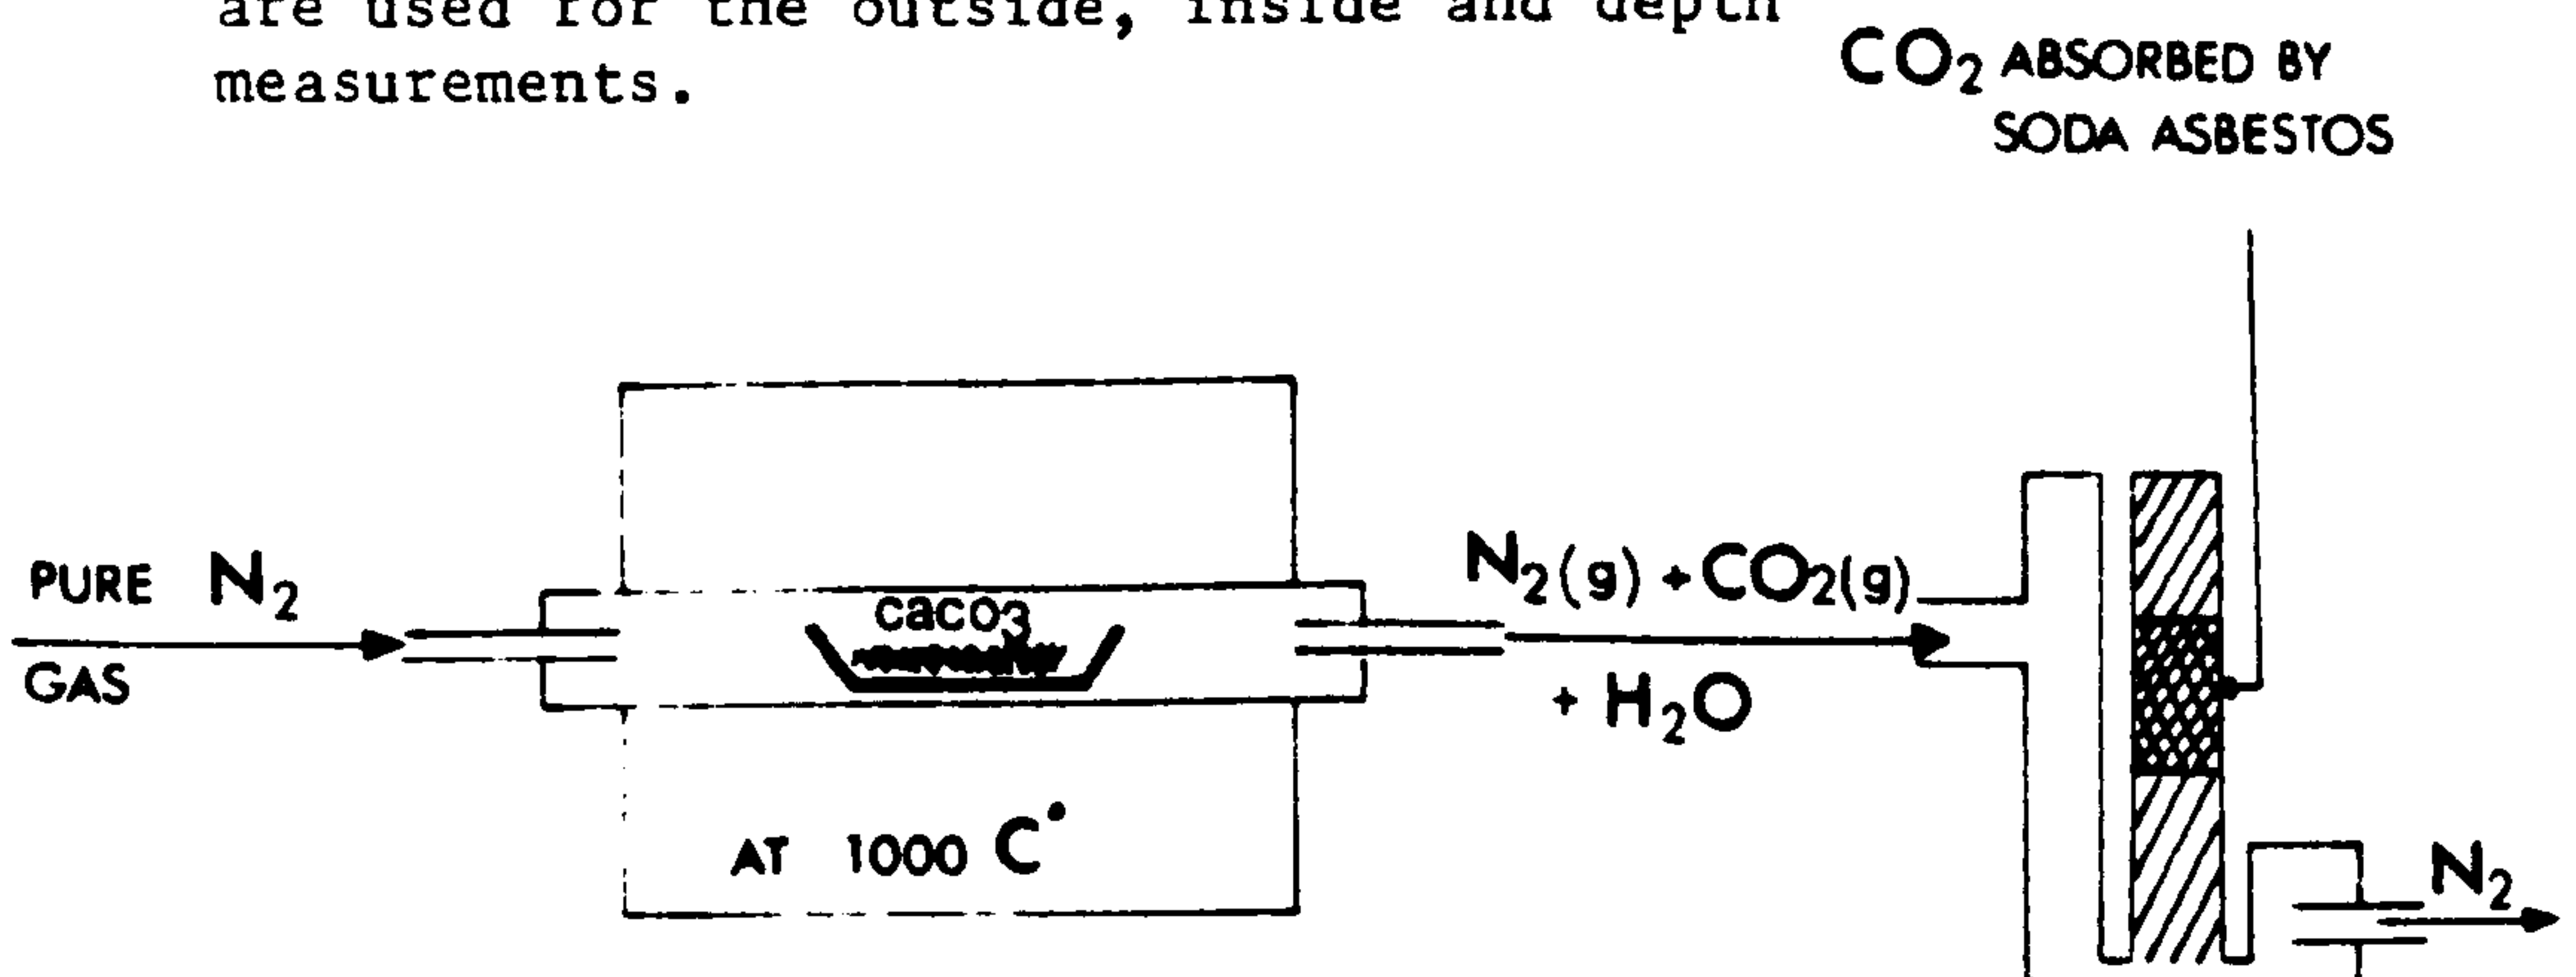 are used for the outside, inside and depth
measurements.
CO2 ABSORBED BY
SODA ASBESTOS
PURE N2
GAS
caco3
AT 1000 C°
N2(g) + CO2(g)
+ H2O
N2